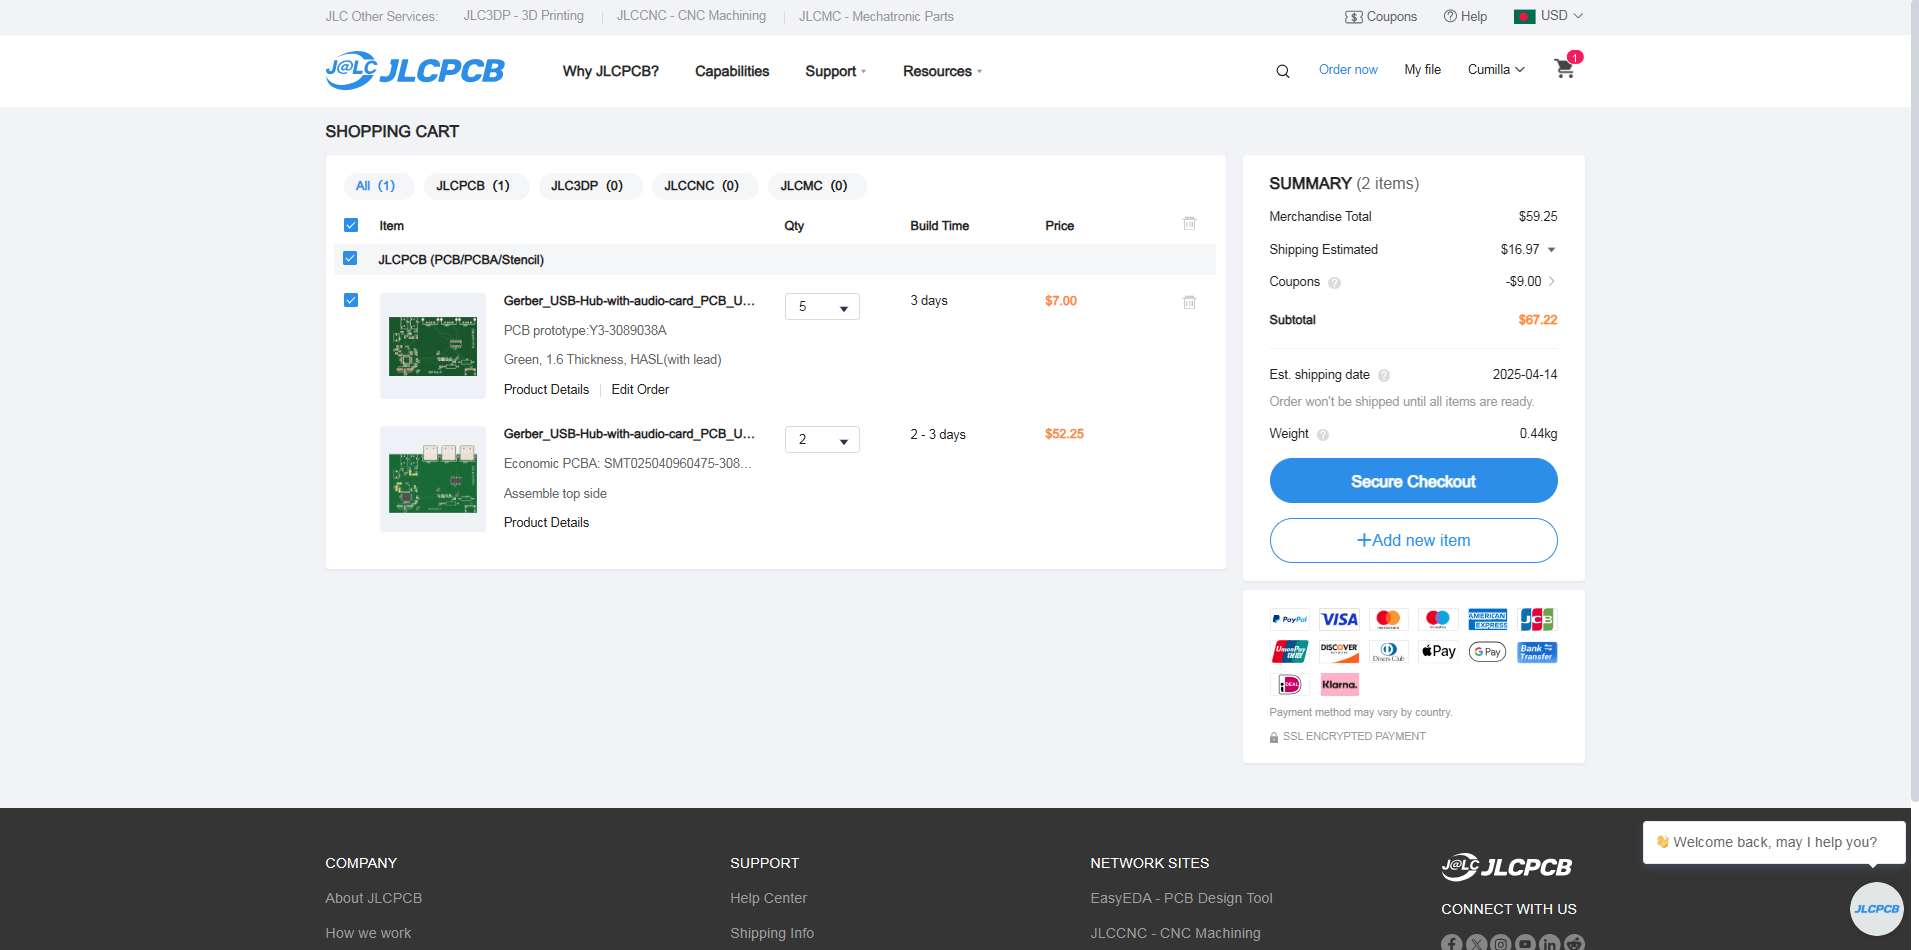 JLC Other Services: JLC3DP - 3D Printing JLCCNC - CNC Machining JLCMC - Mechatronic Parts Coupons Help USD
J@LC JLCPCB Why JLCPCB? Capabilities Support Resources Order now My file Cumilla 1
SHOPPING CART
All (1) JLCPCB (1) JLC3DP (0) JLCCNC (0) JLCMC (0)
Item Qty Build Time Price
JLCPCB (PCB/PCBA/Stencil)
Gerber_USB-Hub-with-audio-card_PCB_U... 5 3 days $7.00
PCB prototype:Y3-3089038A
Green, 1.6 Thickness, HASL(with lead)
Product Details Edit Order
Gerber_USB-Hub-with-audio-card_PCB_U... 2 2 - 3 days $52.25
Economic PCBA: SMT025040960475-308...
Assemble top side
Product Details
SUMMARY (2 items)
Merchandise Total $59.25
Shipping Estimated $16.97
Coupons ? -$9.00
Subtotal $67.22
Est. shipping date ? 2025-04-14
Order won't be shipped until all items are ready.
Weight ? 0.44kg
Secure Checkout
+Add new item
PayPal VISA AMERICAN EXPRESS JCB
UnionPay DISCOVER Diners Club Pay G Pay Bank Transfer
iDEAL Klarna.
Payment method may vary by country.
SSL ENCRYPTED PAYMENT
👋 Welcome back, may I help you?
JLCPCB
COMPANY SUPPORT NETWORK SITES J@LC JLCPCB
About JLCPCB Help Center EasyEDA - PCB Design Tool CONNECT WITH US
How we work Shipping Info JLCCNC - CNC Machining